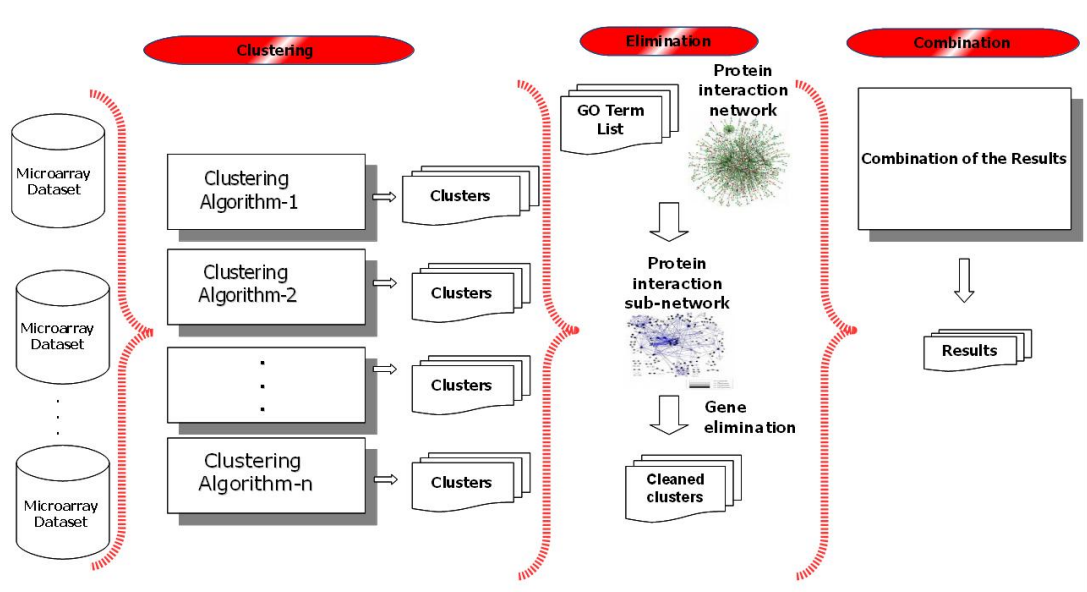 Clustering
Elimination
Combination
Microarray
Dataset
Microarray
Dataset
.
.
.
Microarray
Dataset
Clustering
Algorithm-1
Clusters
Clustering
Algorithm-2
Clusters
.
.
.
Clusters
Clustering
Algorithm-n
Clusters
GO Term
List
Protein
interaction
network
Protein
interaction
sub-network
Gene
elimination
Cleaned
clusters
Combination of the Results
Results